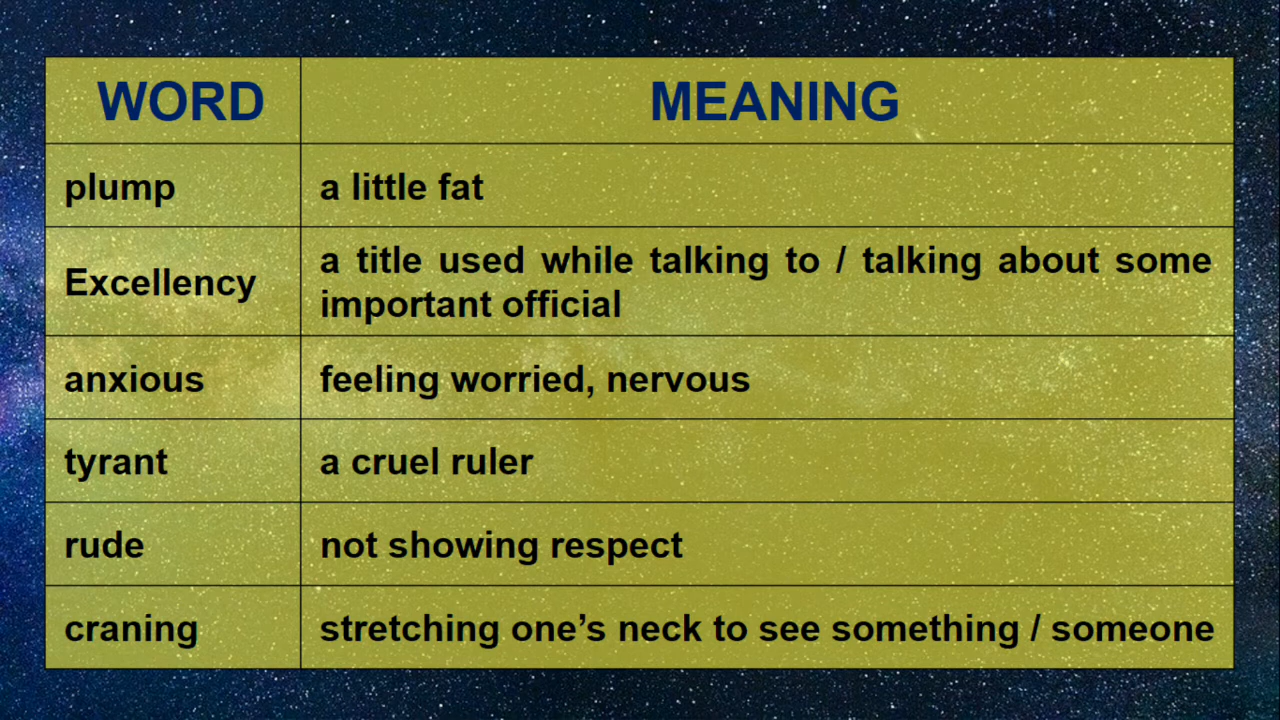 WORD MEANING
plump a little fat
Excellency a title used while talking to / talking about some
important official
anxious feeling worried, nervous
tyrant a cruel ruler
rude not showing respect
craning stretching one’s neck to see something / someone